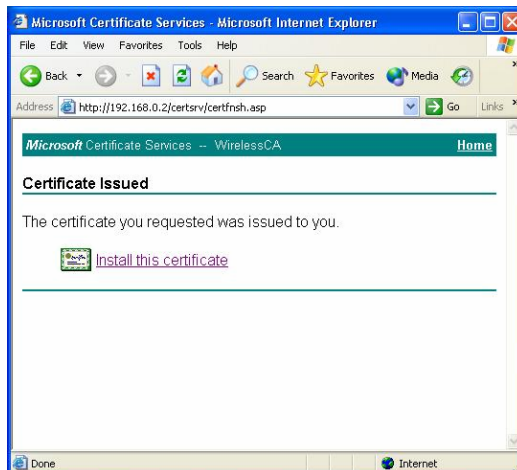 Microsoft Certificate Services - Microsoft Internet Explorer
File Edit View Favorites Tools Help
Back Search Favorites Media
Address http://192.168.0.2/certsrv/certfnsh.asp Go Links »
Microsoft Certificate Services -- WirelessCA Home
Certificate Issued
The certificate you requested was issued to you.
Install this certificate
Done Internet